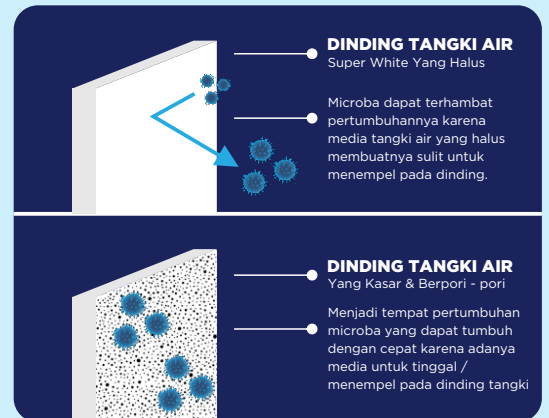 DINDING TANGKI AIR
Super White Yang Halus
Microba dapat terhambat
pertumbuhannya karena
media tangki air yang halus
membuatnya sulit untuk
menempel pada dinding.
DINDING TANGKI AIR
Yang Kasar & Berpori - pori
Menjadi tempat pertumbuhan
microba yang dapat tumbuh
dengan cepat karena adanya
media untuk tinggal /
menempel pada dinding tangki